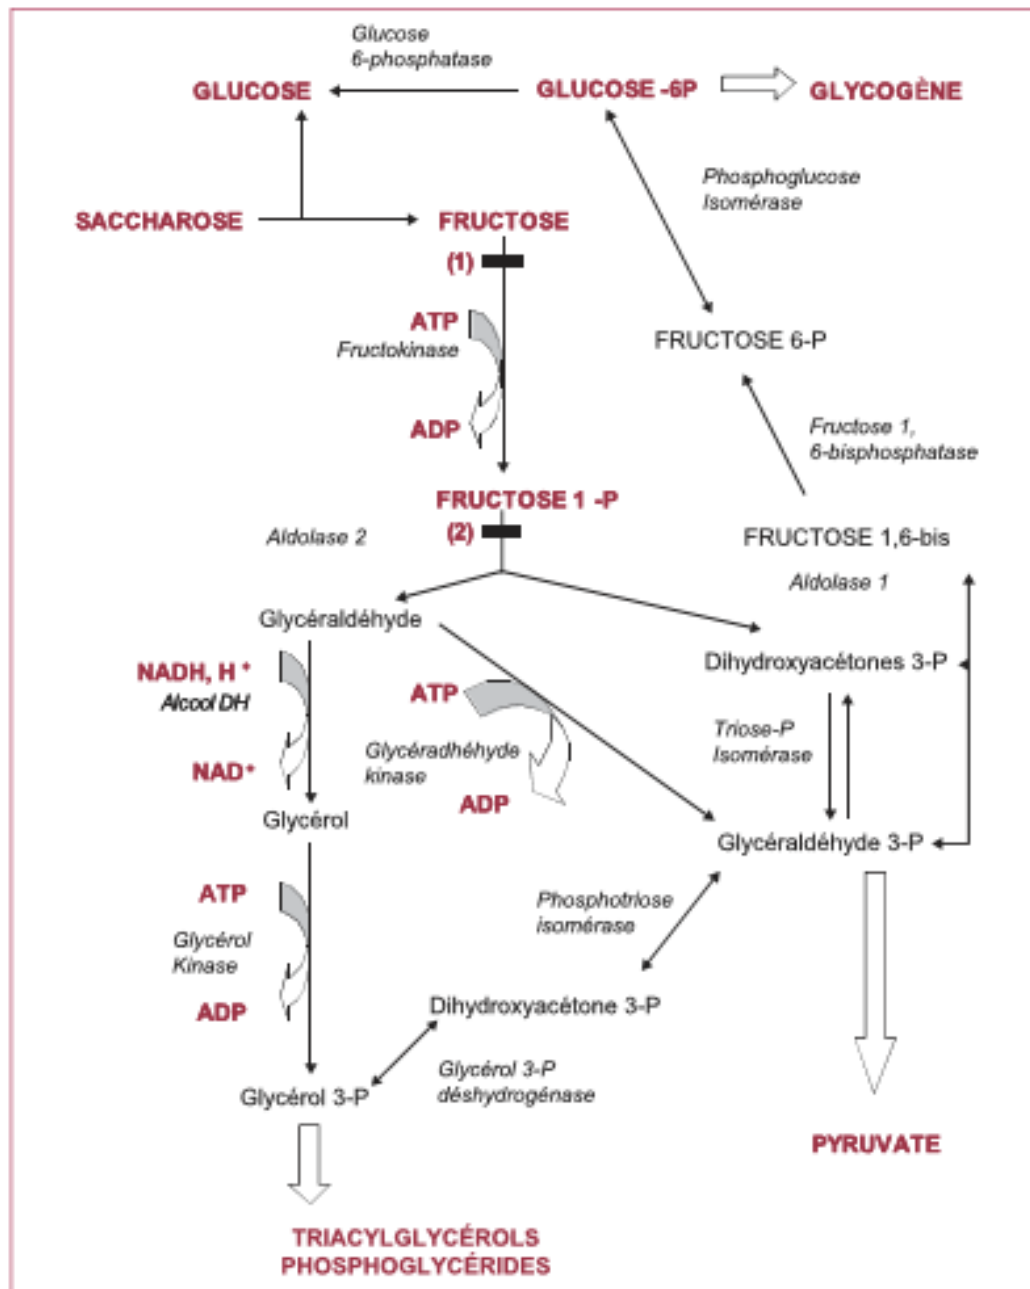 Glucose
6-phosphatase
GLUCOSE
GLUCOSE -6P
GLYCOGÈNE
Phosphoglucose
Isomérase
SACCHAROSE
FRUCTOSE
(1)
ATP
Fructokinase
FRUCTOSE 6-P
ADP
Fructose 1,
6-bisphosphatase
FRUCTOSE 1 -P
(2)
Aldolase 2
FRUCTOSE 1,6-bis
Aldolase 1
Glycéraldéhyde
NADH, H +
Alcool DH
Dihydroxyacétones 3-P
ATP
Triose-P
Isomérase
Glycéradhéhyde
kinase
NAD+
ADP
Glycérol
Glycéraldéhyde 3-P
ATP
Phosphotriose
isomérase
Glycérol
Kinase
ADP
Dihydroxyacétone 3-P
Glycérol 3-P
déshydrogénase
Glycérol 3-P
PYRUVATE
TRIACYLGLYCÉROLS
PHOSPHOGLYCÉRIDES